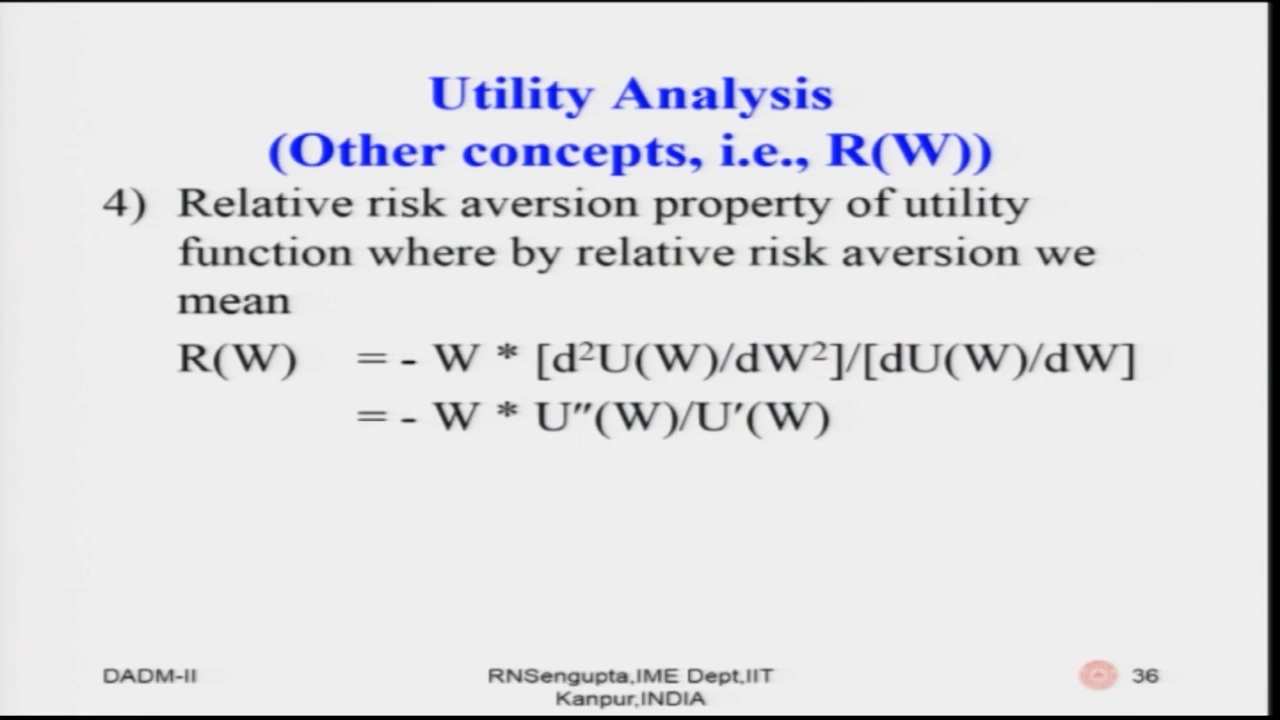 Utility Analysis
(Other concepts, i.e., R(W))
4) Relative risk aversion property of utility
function where by relative risk aversion we
mean
R(W) = - W * [d²U(W)/dW²]/[dU(W)/dW]
= - W * U″(W)/U′(W)
DADM-II
RNSengupta,IME Dept,IIT
Kanpur,INDIA
36